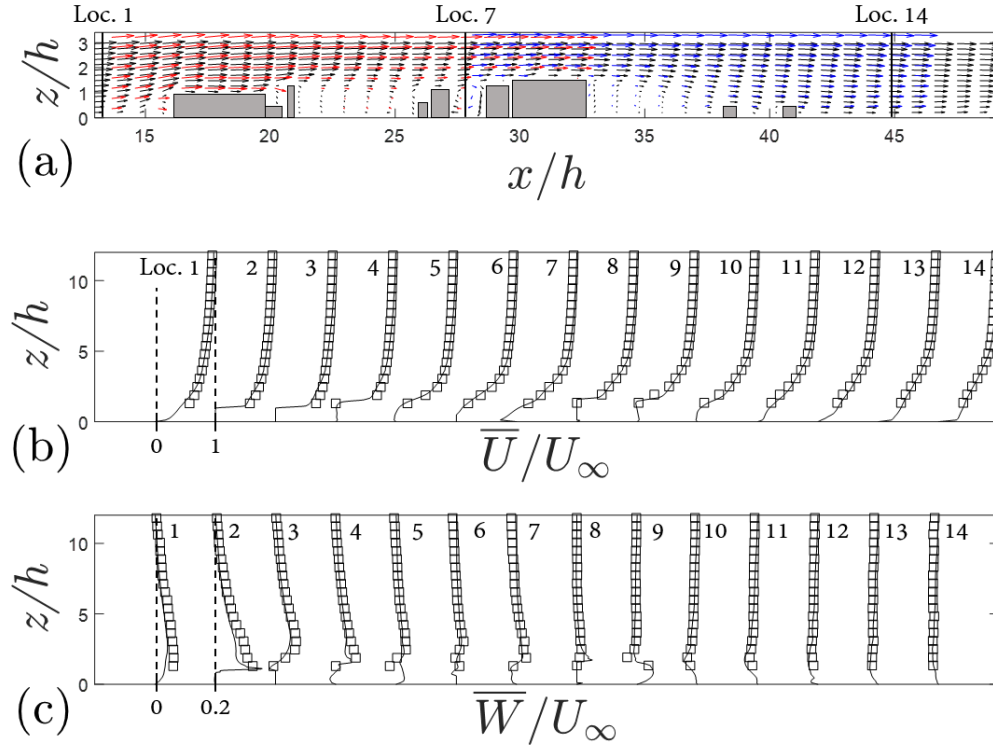 Loc. 1 Loc. 7 Loc. 14
z/h
3
2
1
0
15 20 25 30 35 40 45
(a) x/h
z/h
10
5
0
Loc. 1 2 3 4 5 6 7 8 9 10 11 12 13 14
0 1
(b) U̅/U∞
z/h
10
5
0
1 2 3 4 5 6 7 8 9 10 11 12 13 14
0 0.2
(c) W̅/U∞